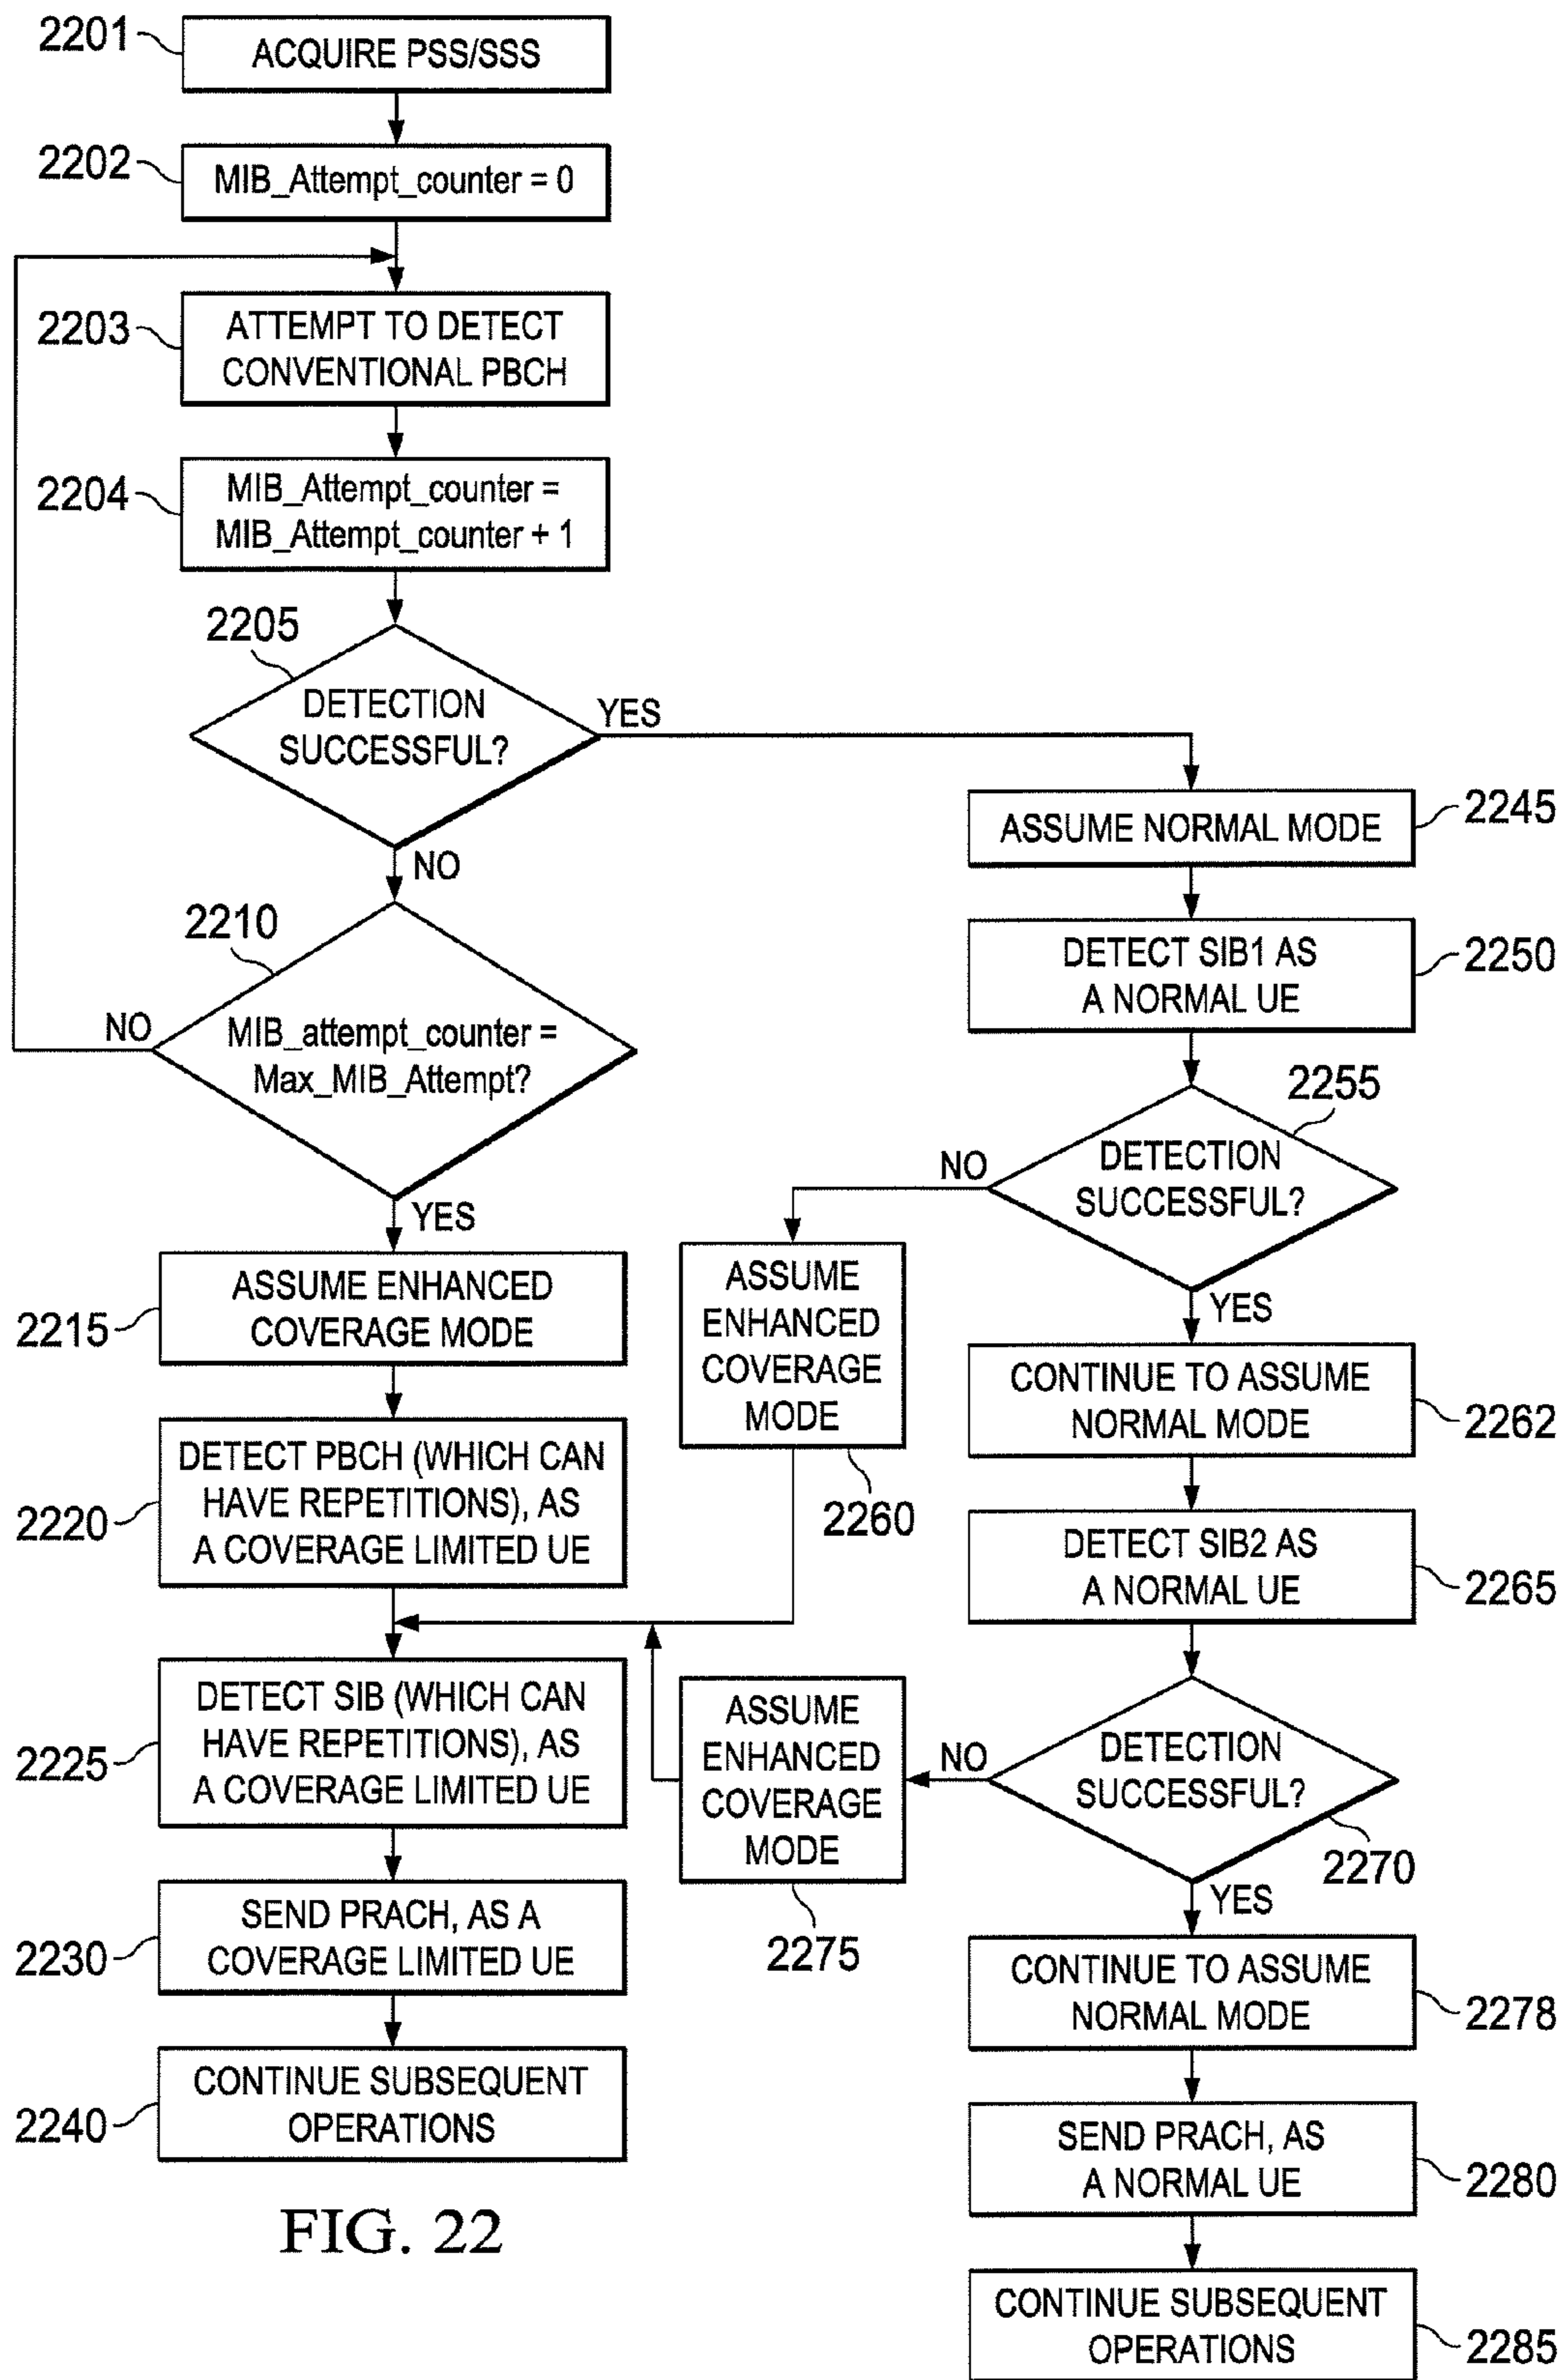 2201
ACQUIRE PSS/SSS
2202
MIB_Attempt_counter = 0
2203
ATTEMPT TO DETECT
CONVENTIONAL PBCH
2204
MIB_Attempt_counter =
MIB_Attempt_counter + 1
2205
DETECTION
SUCCESSFUL?
YES
NO
2210
MIB_attempt_counter =
Max_MIB_Attempt?
NO
YES
2215
ASSUME ENHANCED
COVERAGE MODE
2220
DETECT PBCH (WHICH CAN
HAVE REPETITIONS), AS
A COVERAGE LIMITED UE
2225
DETECT SIB (WHICH CAN
HAVE REPETITIONS), AS
A COVERAGE LIMITED UE
2230
SEND PRACH, AS A
COVERAGE LIMITED UE
2240
CONTINUE SUBSEQUENT
OPERATIONS
ASSUME NORMAL MODE
2245
DETECT SIB1 AS
A NORMAL UE
2250
2255
DETECTION
SUCCESSFUL?
NO
YES
ASSUME
ENHANCED
COVERAGE
MODE
2260
CONTINUE TO ASSUME
NORMAL MODE
2262
DETECT SIB2 AS
A NORMAL UE
2265
DETECTION
SUCCESSFUL?
2270
NO
YES
ASSUME
ENHANCED
COVERAGE
MODE
2275
CONTINUE TO ASSUME
NORMAL MODE
2278
SEND PRACH, AS
A NORMAL UE
2280
CONTINUE SUBSEQUENT
OPERATIONS
2285
FIG. 22